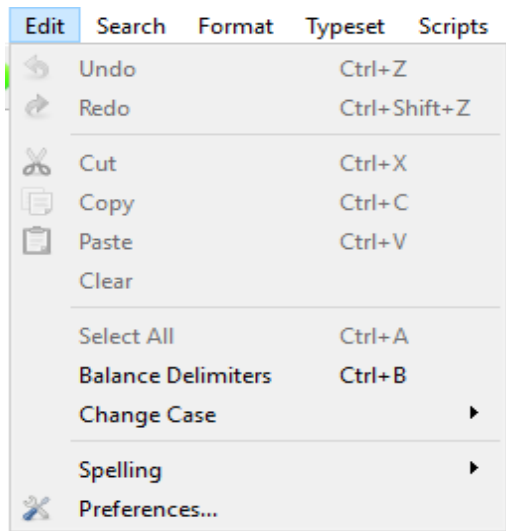 Edit Search Format Typeset Scripts
Undo Ctrl+Z
Redo Ctrl+Shift+Z
Cut Ctrl+X
Copy Ctrl+C
Paste Ctrl+V
Clear
Select All Ctrl+A
Balance Delimiters Ctrl+B
Change Case
Spelling
Preferences...